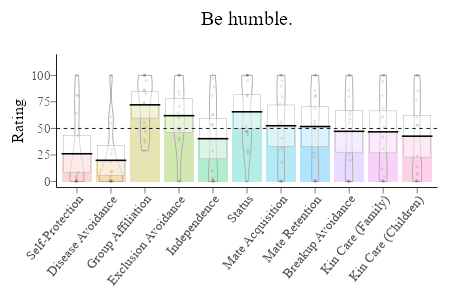 Be humble.
Rating
100
75
50
25
0
Self-Protection
Disease Avoidance
Group Affiliation
Exclusion Avoidance
Independence
Status
Mate Acquisition
Mate Retention
Breakup Avoidance
Kin Care (Family)
Kin Care (Children)